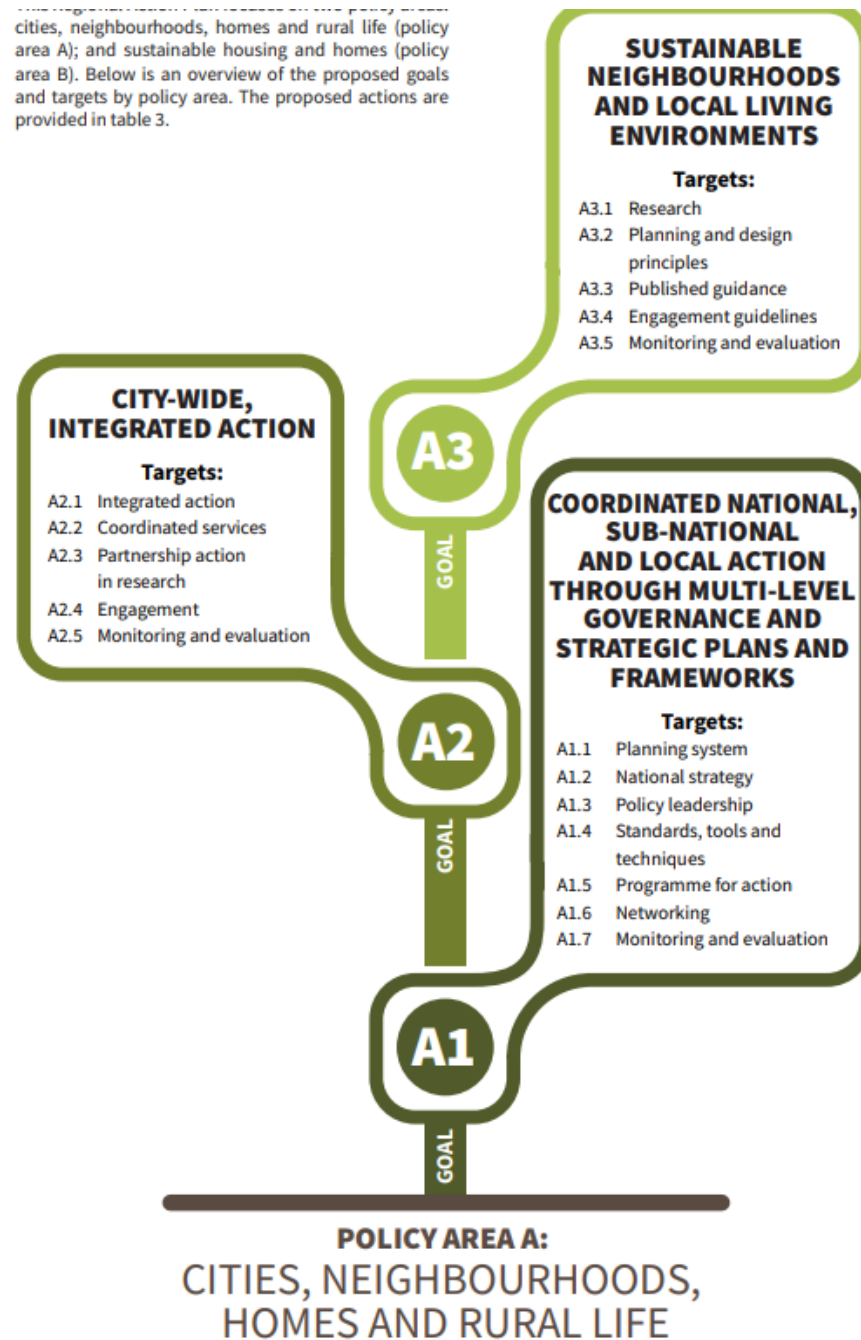 cities, neighbourhoods, homes and rural life (policy
area A); and sustainable housing and homes (policy
area B). Below is an overview of the proposed goals
and targets by policy area. The proposed actions are
provided in table 3.
SUSTAINABLE
NEIGHBOURHOODS
AND LOCAL LIVING
ENVIRONMENTS
Targets:
A3.1 Research
A3.2 Planning and design
principles
A3.3 Published guidance
A3.4 Engagement guidelines
A3.5 Monitoring and evaluation
A3
GOAL
CITY-WIDE,
INTEGRATED ACTION
Targets:
A2.1 Integrated action
A2.2 Coordinated services
A2.3 Partnership action
in research
A2.4 Engagement
A2.5 Monitoring and evaluation
A2
GOAL
COORDINATED NATIONAL,
SUB-NATIONAL
AND LOCAL ACTION
THROUGH MULTI-LEVEL
GOVERNANCE AND
STRATEGIC PLANS AND
FRAMEWORKS
Targets:
A1.1 Planning system
A1.2 National strategy
A1.3 Policy leadership
A1.4 Standards, tools and
techniques
A1.5 Programme for action
A1.6 Networking
A1.7 Monitoring and evaluation
A1
GOAL
POLICY AREA A:
CITIES, NEIGHBOURHOODS,
HOMES AND RURAL LIFE